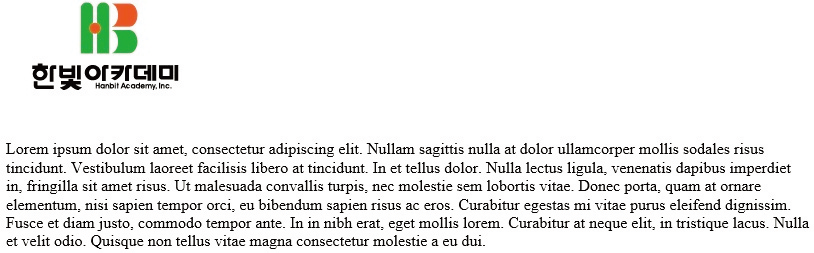 한빛아카데미
Hanbit Academy, Inc.
Lorem ipsum dolor sit amet, consectetur adipiscing elit. Nullam sagittis nulla at dolor ullamcorper mollis sodales risus
tincidunt. Vestibulum laoreet facilisis libero at tincidunt. In et tellus dolor. Nulla lectus ligula, venenatis dapibus imperdiet
in, fringilla sit amet risus. Ut malesuada convallis turpis, nec molestie sem lobortis vitae. Donec porta, quam at ornare
elementum, nisi sapien tempor orci, eu bibendum sapien risus ac eros. Curabitur egestas mi vitae purus eleifend dignissim.
Fusce et diam justo, commodo tempor ante. In in nibh erat, eget mollis lorem. Curabitur at neque elit, in tristique lacus. Nulla
et velit odio. Quisque non tellus vitae magna consectetur molestie a eu dui.